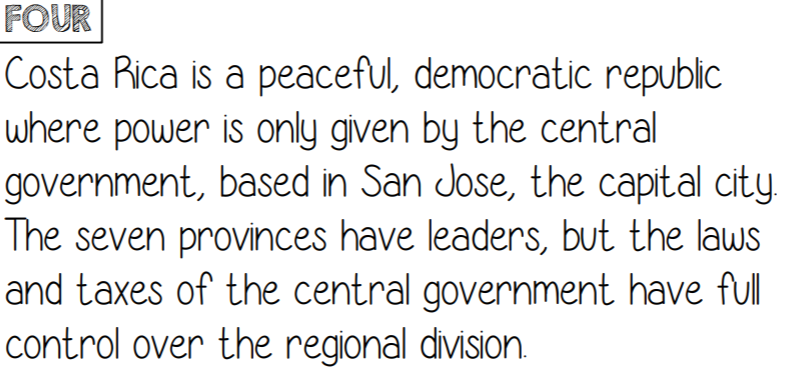 FOUR
Costa Rica is a peaceful, democratic republic
where power is only given by the central
government, based in San Jose, the capital city.
The seven provinces have leaders, but the laws
and taxes of the central government have full
control over the regional division.